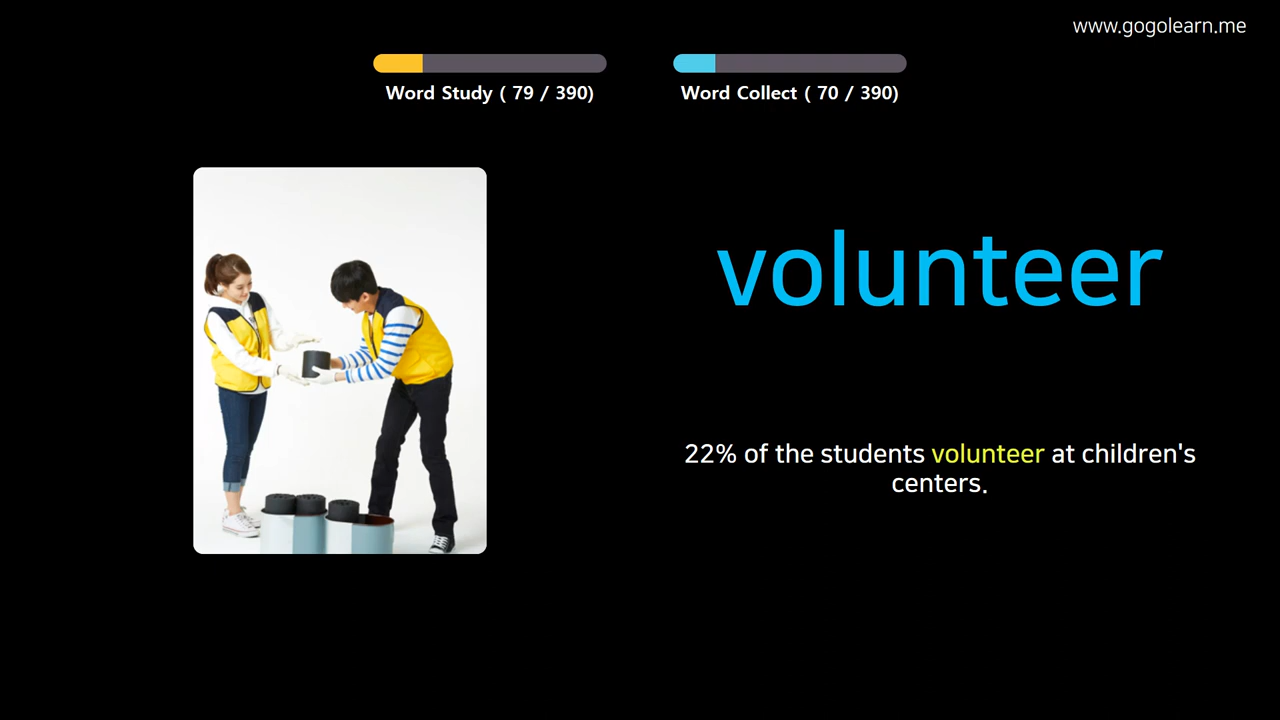 www.gogolearn.me
Word Study ( 79 / 390)
Word Collect ( 70 / 390)
volunteer
22% of the students volunteer at children's
centers.